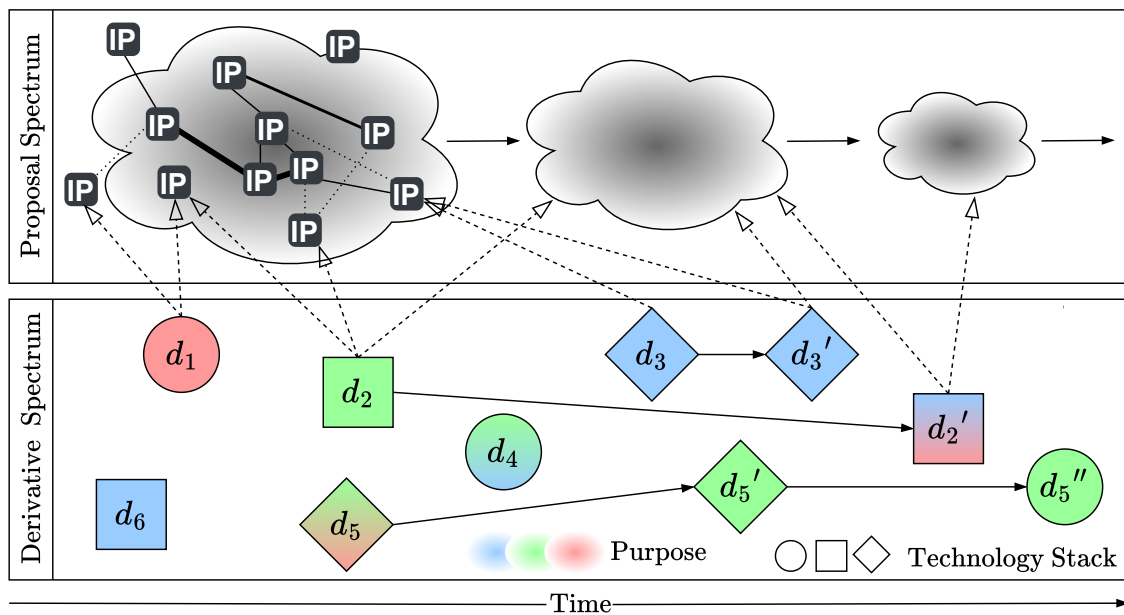 Proposal Spectrum
IP
IP
IP
IP
IP
IP
IP
IP
IP
IP
IP
IP
Derivative Spectrum
d1
d2
d3
d3′
d2′
d4
d5′
d5″
d6
d5
Purpose
Technology Stack
Time